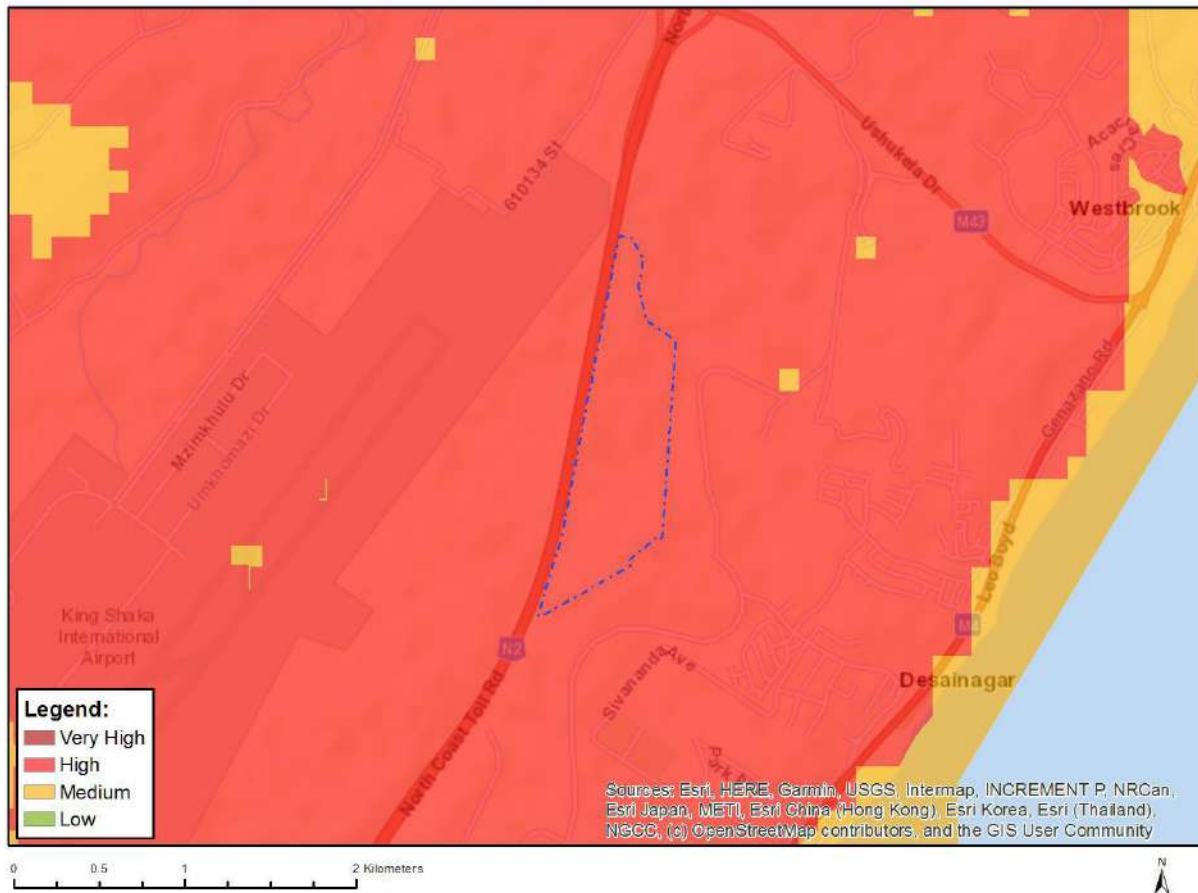 North
610134 St
Ushukela Dr
M43
Acacia Cres
Westbrook
Genazano Rd
Mzimkhulu Dr
Umkhomazi Dr
Leo Boyd
M4
Desainagar
King Shaka
International
Airport
N2
North Coast Toll Rd
Sivananda Ave
Park
Legend:
Very High
High
Medium
Low
Sources: Esri, HERE, Garmin, USGS, Intermap, INCREMENT P, NRCan,
Esri Japan, METI, Esri China (Hong Kong), Esri Korea, Esri (Thailand),
NGCC, (c) OpenStreetMap contributors, and the GIS User Community
0 0.5 1 2 Kilometers
N